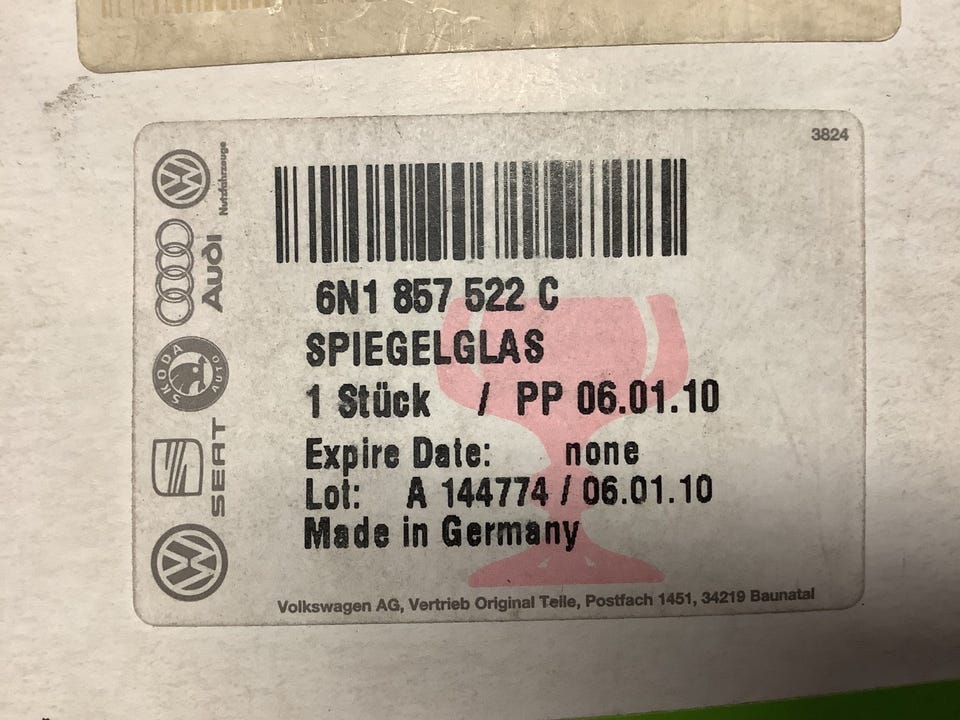 3824
Nutzfahrzeuge
Audi
SKODA
AUTO
SEAT
6N1 857 522 C
SPIEGELGLAS
1 Stück / PP 06.01.10
Expire Date: none
Lot: A 144774 / 06.01.10
Made in Germany
Volkswagen AG, Vertrieb Original Teile, Postfach 1451, 34219 Baunatal